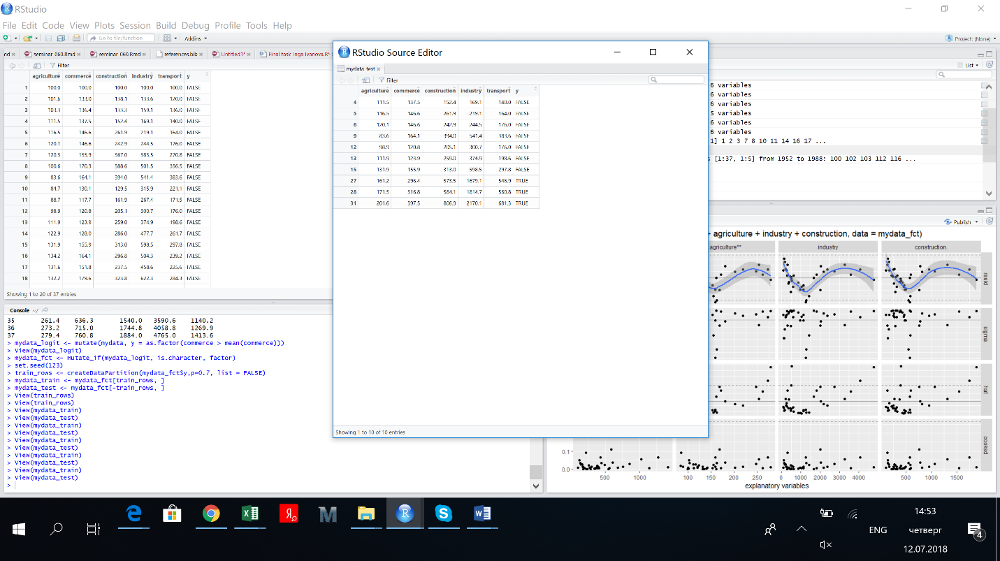 RStudio
File Edit Code View Plots Session Build Debug Profile Tools Help
Go to file/function Addins Project: (None)
nd seminar_060.Rmd seminar_060.Rmd references.bib Untitled1* Final task_Inga Ivanova.R*
Filter
agriculture commerce construction industry transport y
1 100.0 100.0 100.0 100.0 100.0 FALSE
2 101.6 133.0 138.1 133.6 120.0 FALSE
3 103.3 136.4 133.3 159.1 136.0 FALSE
4 111.5 137.5 152.4 169.1 140.0 FALSE
5 116.5 146.6 261.9 219.1 164.0 FALSE
6 120.1 146.6 242.9 244.5 176.0 FALSE
7 120.3 155.9 367.0 383.5 270.8 FALSE
8 100.6 170.3 388.6 501.5 356.5 FALSE
9 83.6 164.1 394.0 541.4 383.6 FALSE
10 84.7 130.1 129.5 315.9 221.1 FALSE
11 88.7 117.7 161.9 267.4 171.5 FALSE
12 98.9 120.8 205.1 300.7 176.0 FALSE
13 111.9 123.9 259.0 374.9 198.6 FALSE
14 122.9 128.0 286.0 477.7 261.7 FALSE
15 131.9 155.9 313.0 598.5 297.8 FALSE
16 134.2 164.1 296.8 504.3 239.2 FALSE
17 131.6 151.8 237.5 458.6 225.6 FALSE
18 132.2 179.6 323.8 622.3 284.3 FALSE
Showing 1 to 20 of 37 entries
Console ~/
35 261.4 636.3 1540.0 3590.6 1140.2
36 273.2 715.0 1744.8 4058.8 1269.9
37 279.4 760.8 1884.0 4765.0 1413.6
> mydata_logit <- mutate(mydata, y = as.factor(commerce > mean(commerce)))
> View(mydata_logit)
> mydata_fct <- mutate_if(mydata_logit, is.character, factor)
> set.seed(123)
> train_rows <- createDataPartition(mydata_fct$y,p=0.7, list = FALSE)
> mydata_train <- mydata_fct[train_rows, ]
> mydata_test <- mydata_fct[-train_rows, ]
> View(train_rows)
> View(train_rows)
> View(mydata_train)
> View(mydata_test)
> View(mydata_train)
> View(mydata_test)
> View(mydata_train)
> View(mydata_test)
> View(mydata_train)
> View(mydata_test)
> View(mydata_train)
> View(mydata_test)
>
RStudio Source Editor
mydata_test
Filter
agriculture commerce construction industry transport y
4 111.5 137.5 152.4 169.1 140.0 FALSE
5 116.5 146.6 261.9 219.1 164.0 FALSE
6 120.1 146.6 242.9 244.5 176.0 FALSE
9 83.6 164.1 394.0 541.4 383.6 FALSE
12 98.9 120.8 205.1 300.7 176.0 FALSE
13 111.9 123.9 259.0 374.9 198.6 FALSE
15 131.9 155.9 313.0 598.5 297.8 FALSE
27 161.2 296.4 573.5 1679.1 546.9 TRUE
28 171.5 316.8 584.1 1814.7 560.8 TRUE
31 201.6 397.5 806.9 2170.1 681.3 TRUE
Showing 1 to 10 of 10 entries
List
6 variables
6 variables
6 variables
5 variables
6 variables
6 variables
1] 1 2 3 7 8 10 11 14 16 17 ...
s [1:37, 1:5] from 1952 to 1988: 100 102 103 112 116 ...
Publish
+ agriculture + industry + construction, data = mydata_fct)
agriculture** industry construction.
resid
sigma
hat
cooksd
0.1
0.0
500 1000 100 150 200 250 0 1000 2000 3000 4000 500 1000 1500
explanatory variables
ENG
14:53
четверг
12.07.2018
4